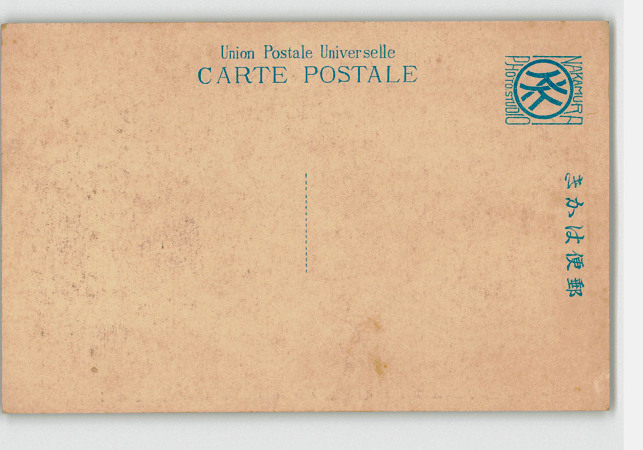 Union Postale Universelle
CARTE POSTALE
NAKAMURA
PHOTO.STUDIO
郵便はかき